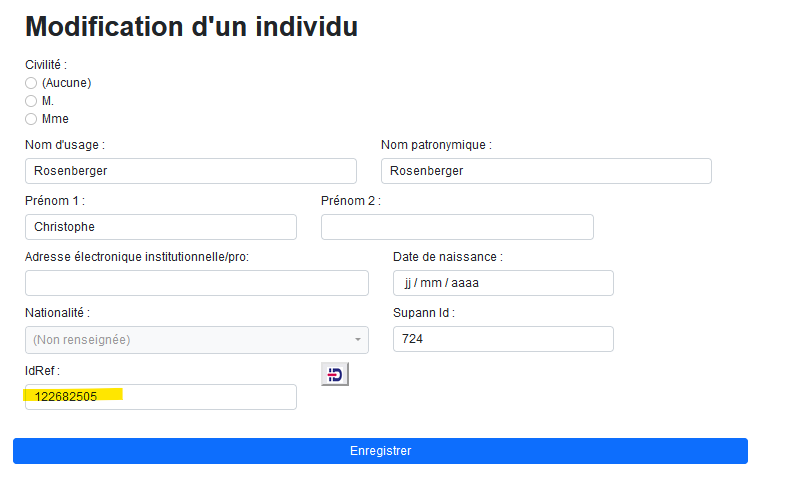 Modification d'un individu
Civilité :
(Aucune)
M.
Mme
Nom d'usage :
Nom patronymique :
Rosenberger
Rosenberger
Prénom 1 :
Prénom 2 :
Christophe
Adresse électronique institutionnelle/pro:
Date de naissance :
jj / mm / aaaa
Nationalité :
Supann Id :
(Non renseignée)
724
IdRef :
ID
122682505
Enregistrer